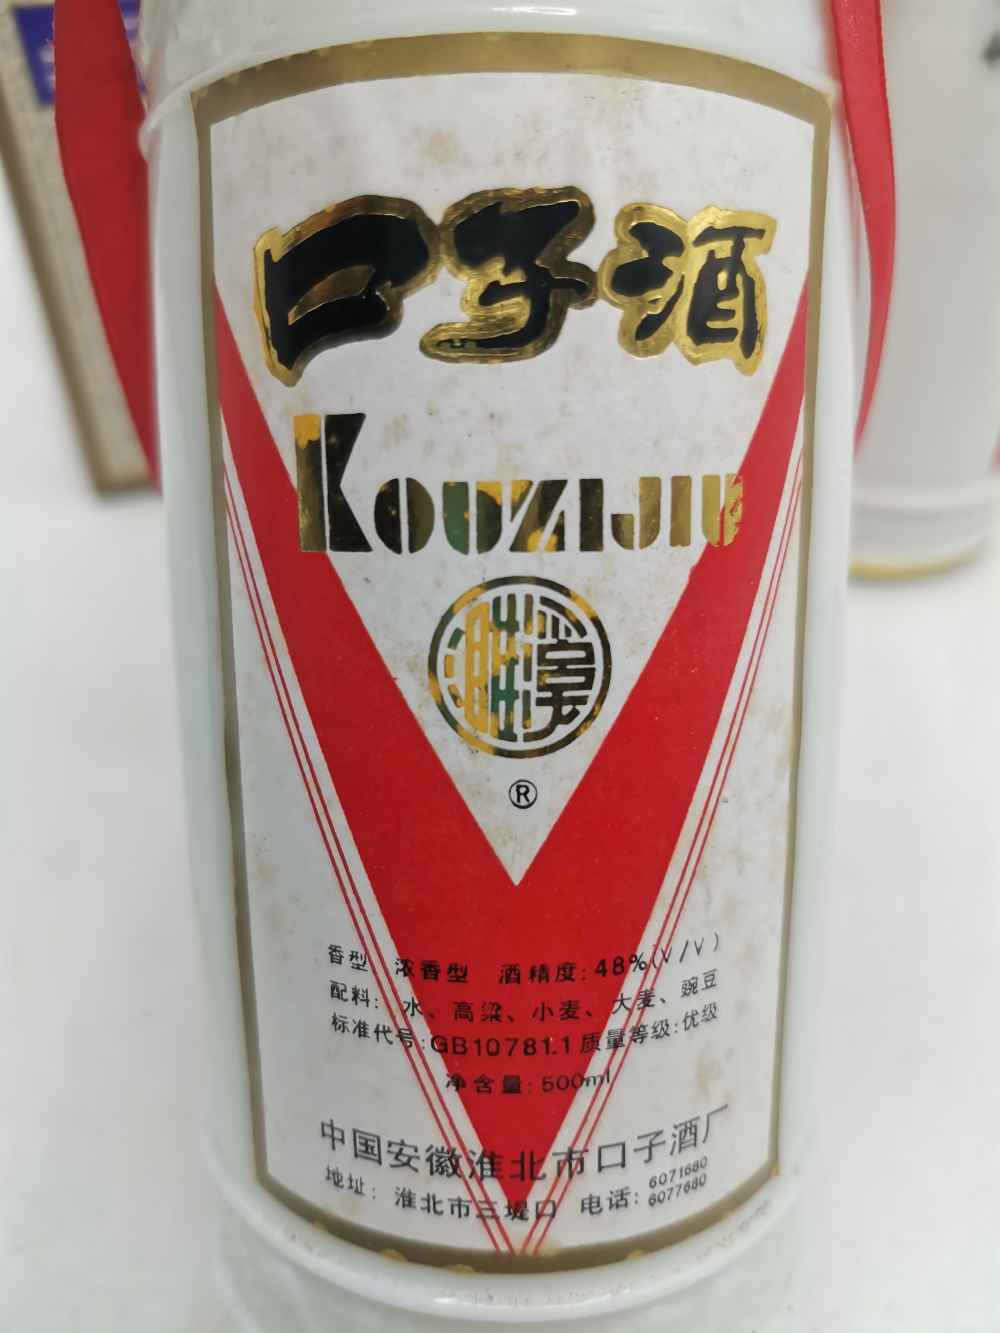 口子酒
KOUZIJIU
濉溪
®
香型：浓香型 酒精度：48%(V/V)
配料：水、高粱、小麦、大麦、豌豆
标准代号：GB10781.1 质量等级：优级
净含量：500ml
中国安徽淮北市口子酒厂
地址：淮北市三堤口 电话：6071680
6077680